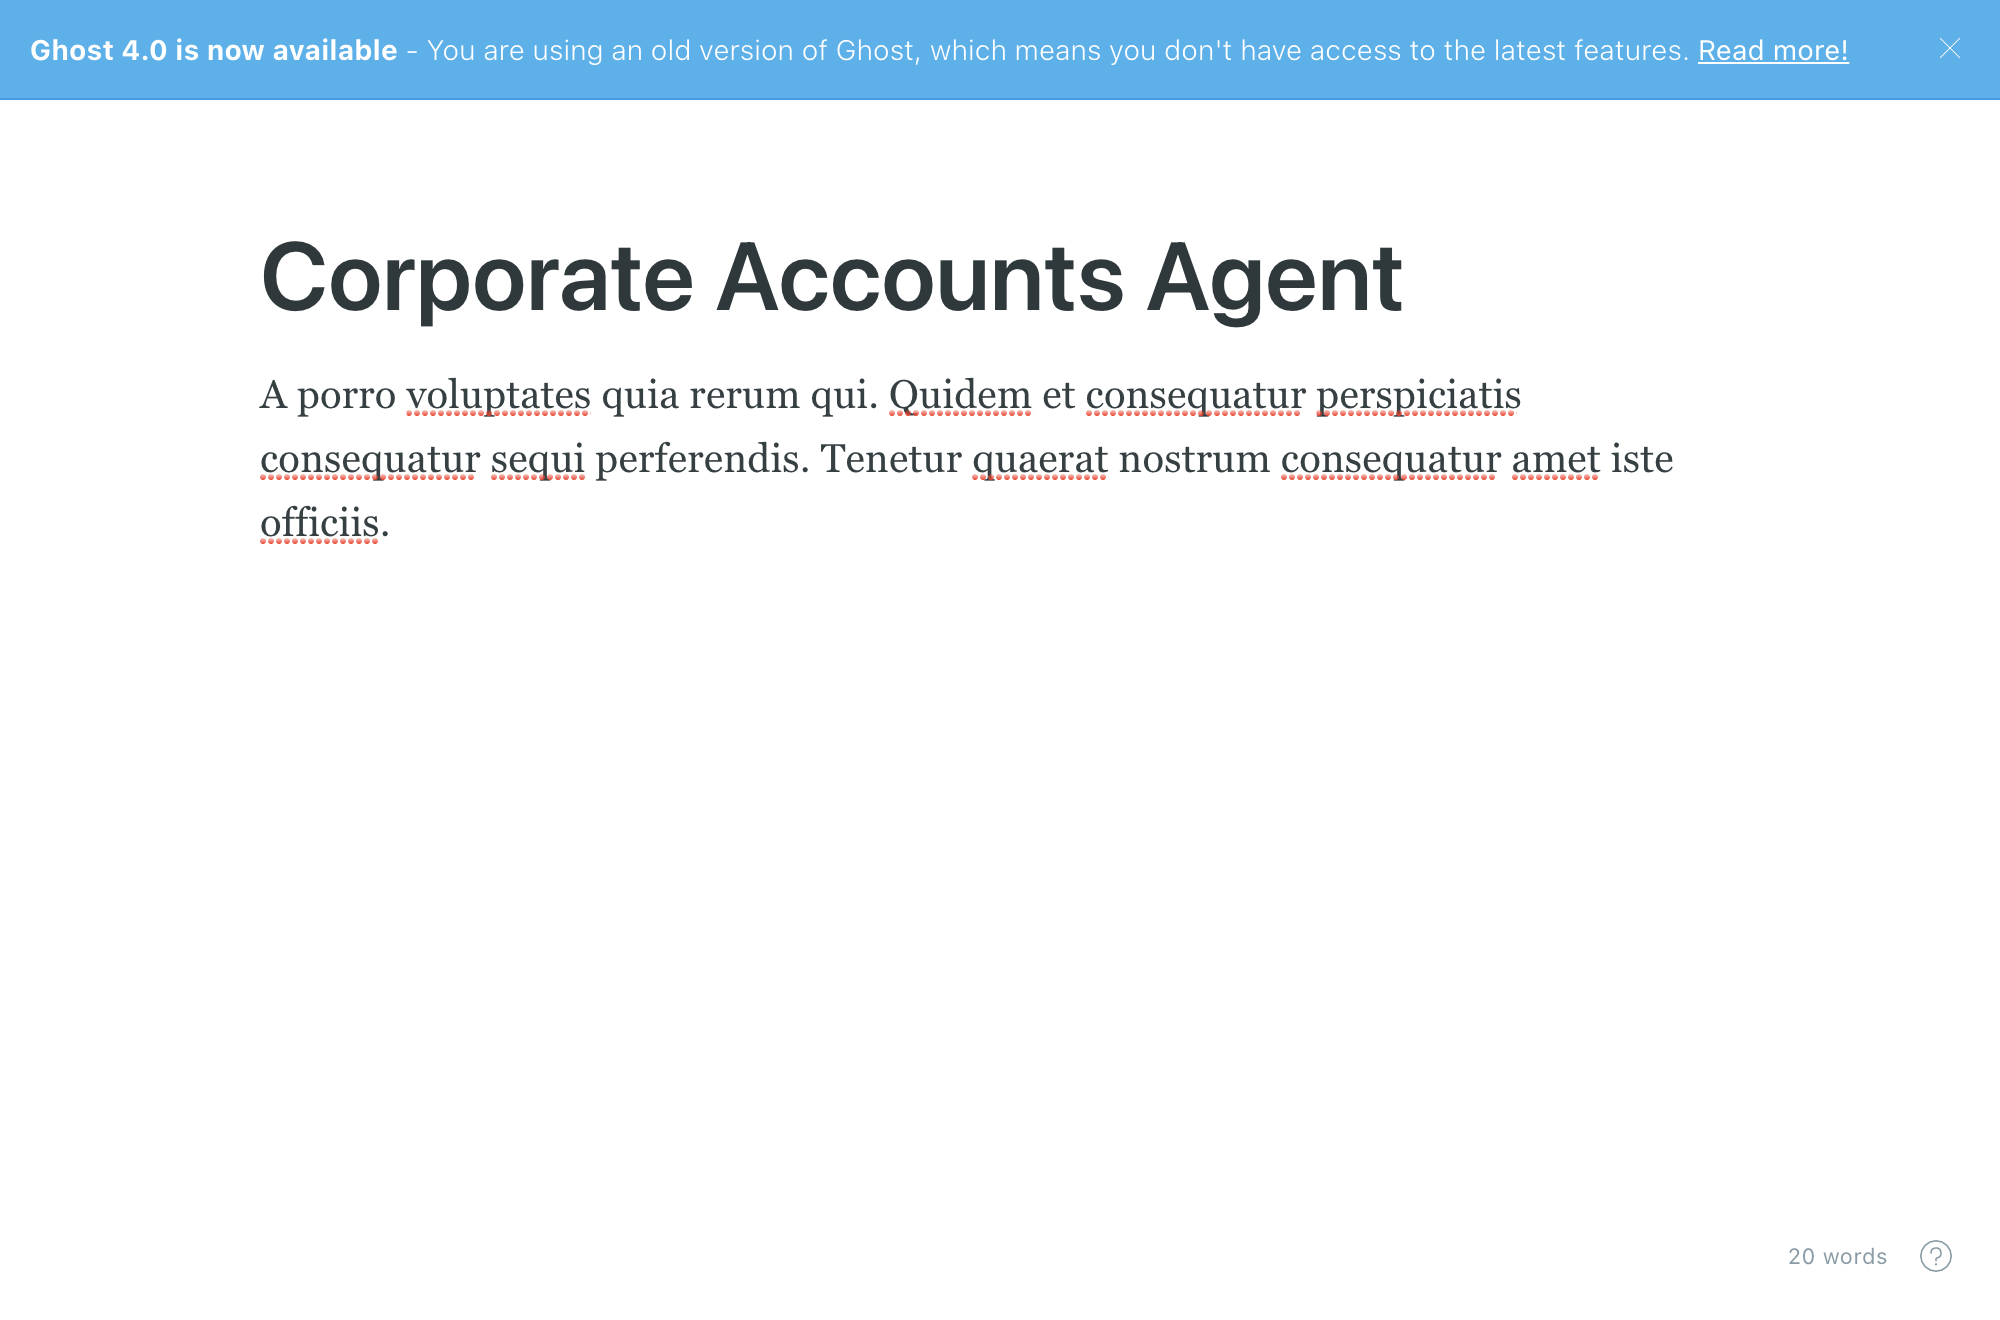 Ghost 4.0 is now available - You are using an old version of Ghost, which means you don't have access to the latest features. Read more!
Corporate Accounts Agent
A porro voluptates quia rerum qui. Quidem et consequatur perspiciatis
consequatur sequi perferendis. Tenetur quaerat nostrum consequatur amet iste
officiis.
20 words ?